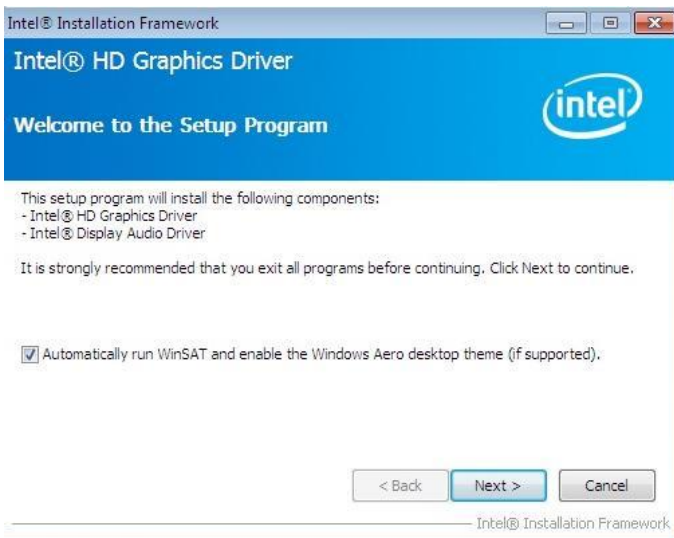 Intel® Installation Framework
Intel® HD Graphics Driver
intel
Welcome to the Setup Program
This setup program will install the following components:
- Intel® HD Graphics Driver
- Intel® Display Audio Driver
It is strongly recommended that you exit all programs before continuing. Click Next to continue.
Automatically run WinSAT and enable the Windows Aero desktop theme (if supported).
< Back Next > Cancel
Intel® Installation Framework